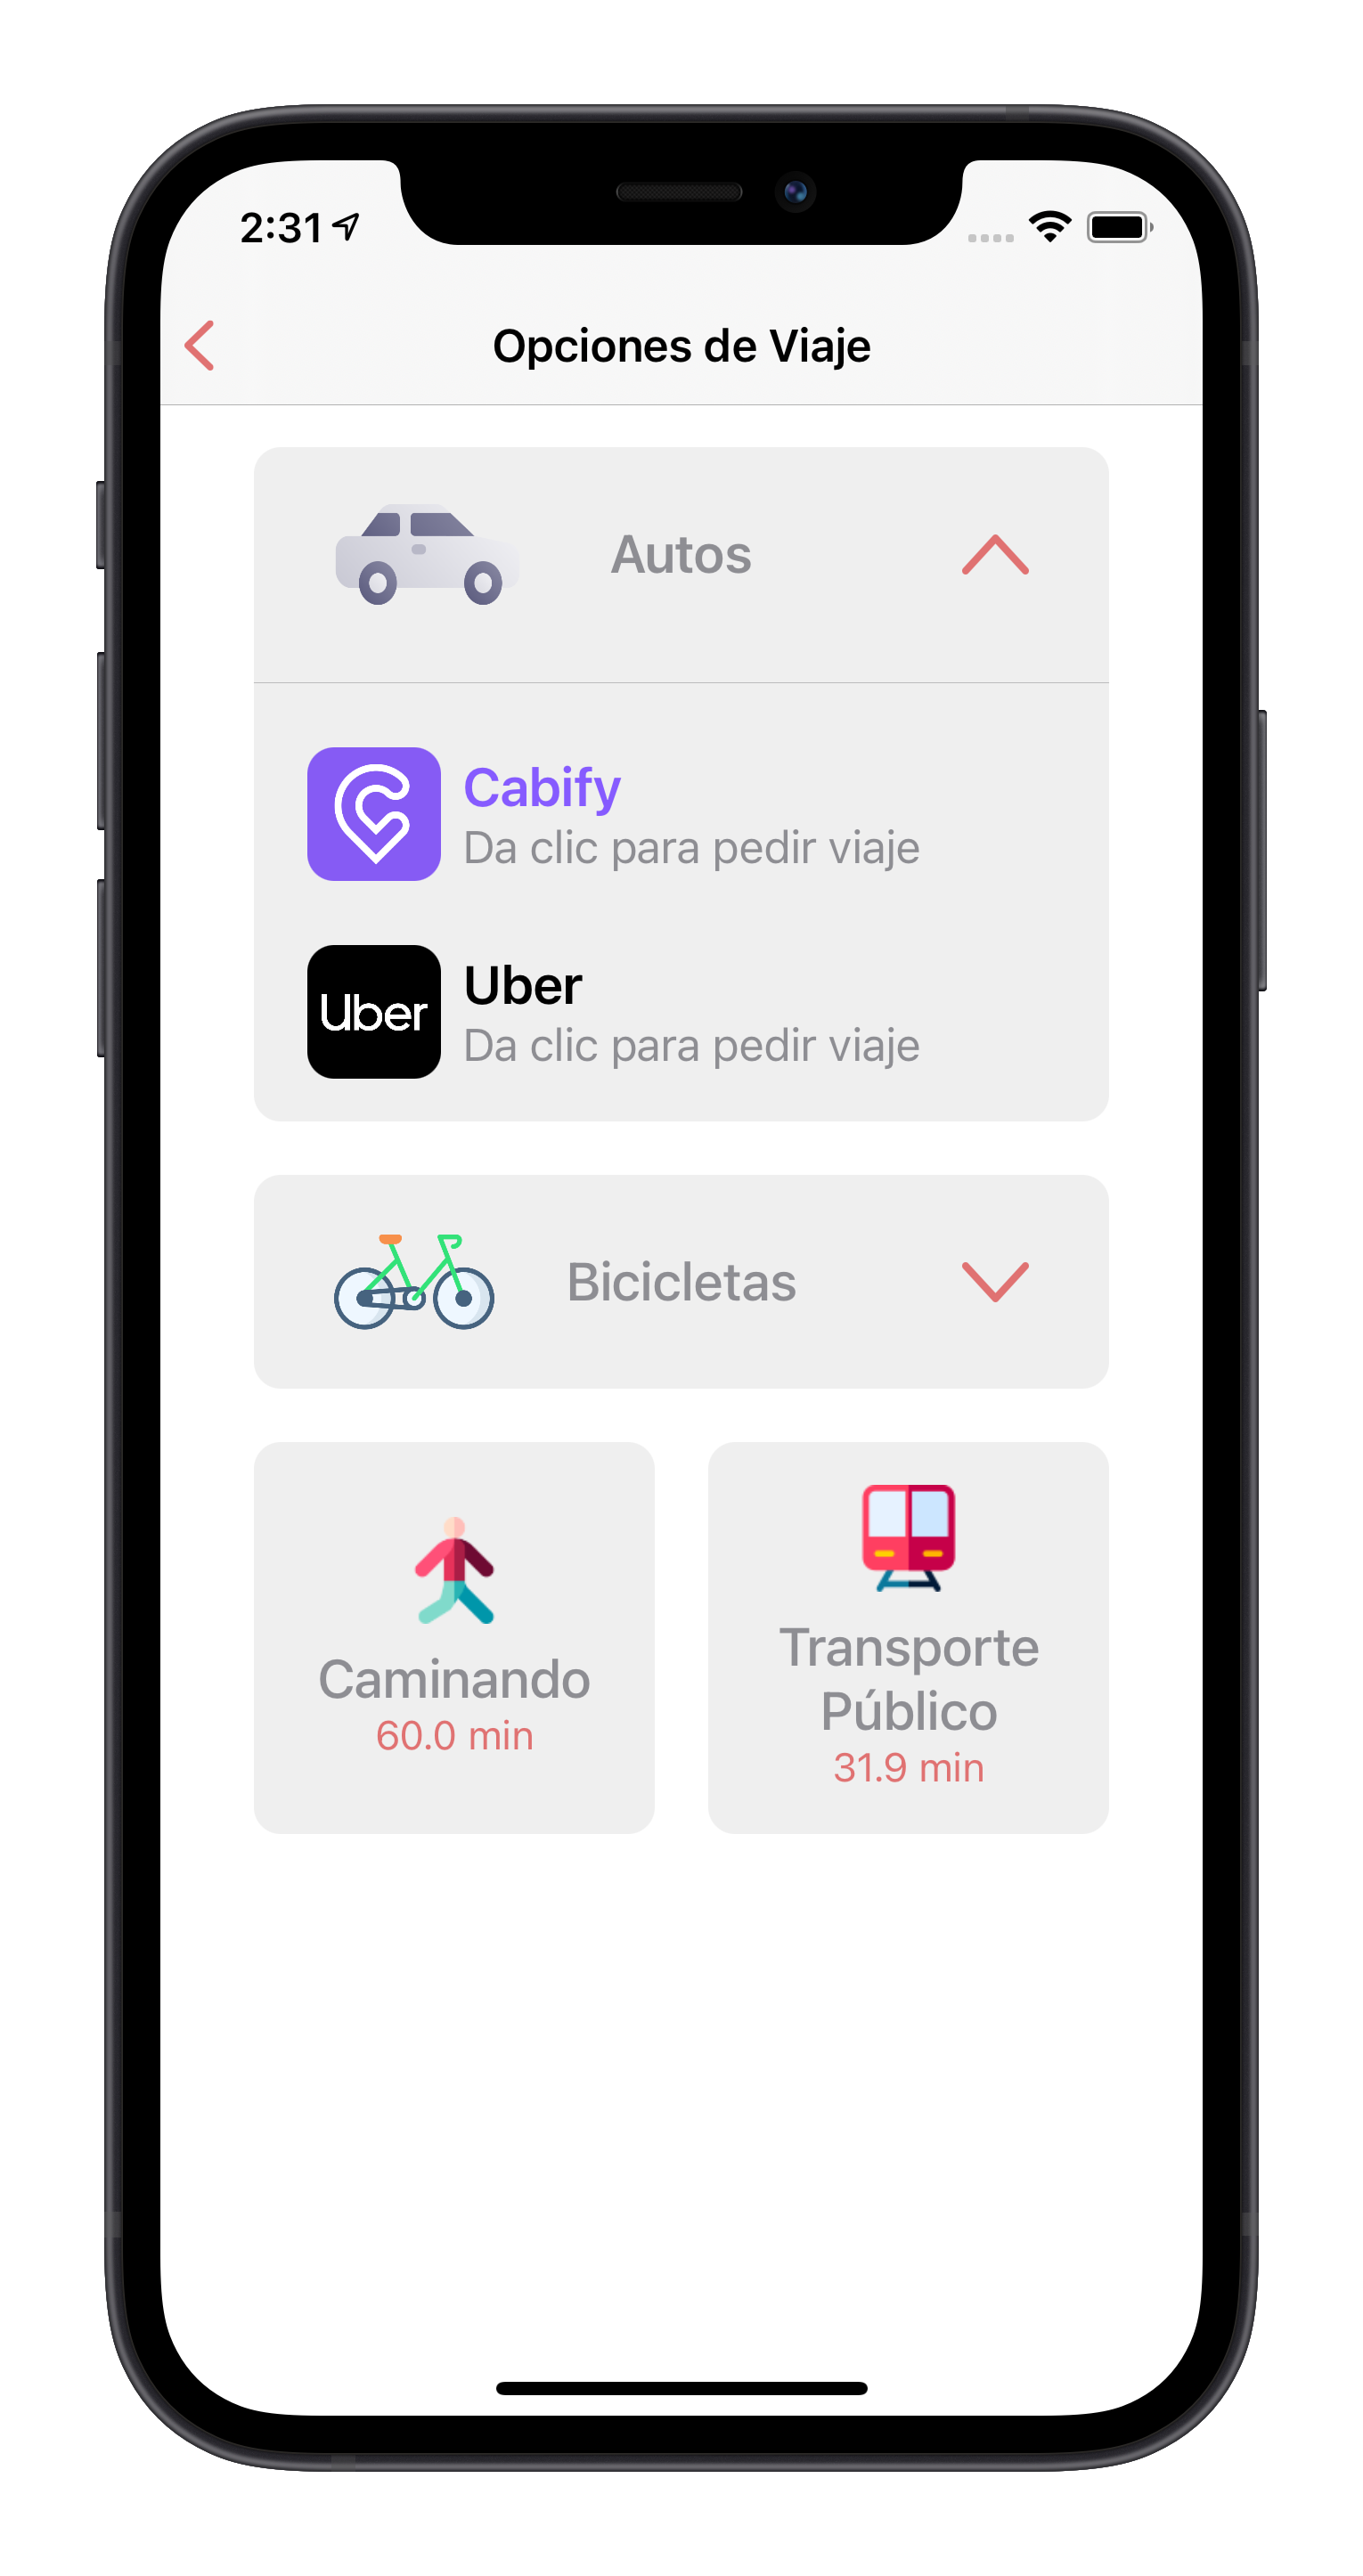 2:31
Opciones de Viaje
Autos
Cabify
Da clic para pedir viaje
Uber
Uber
Da clic para pedir viaje
Bicicletas
Caminando
60.0 min
Transporte
Público
31.9 min